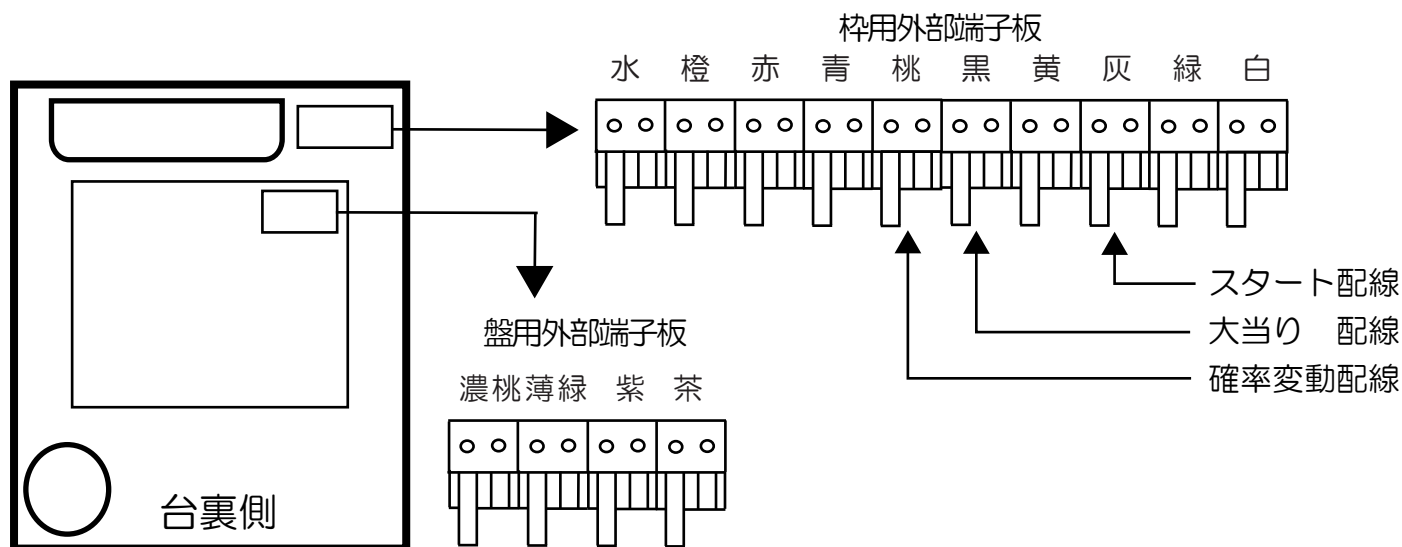 枠用外部端子板
水 橙 赤 青 桃 黒 黄 灰 緑 白
スタート配線
大当り　配線
確率変動配線
盤用外部端子板
濃桃 薄緑 紫 茶
台裏側